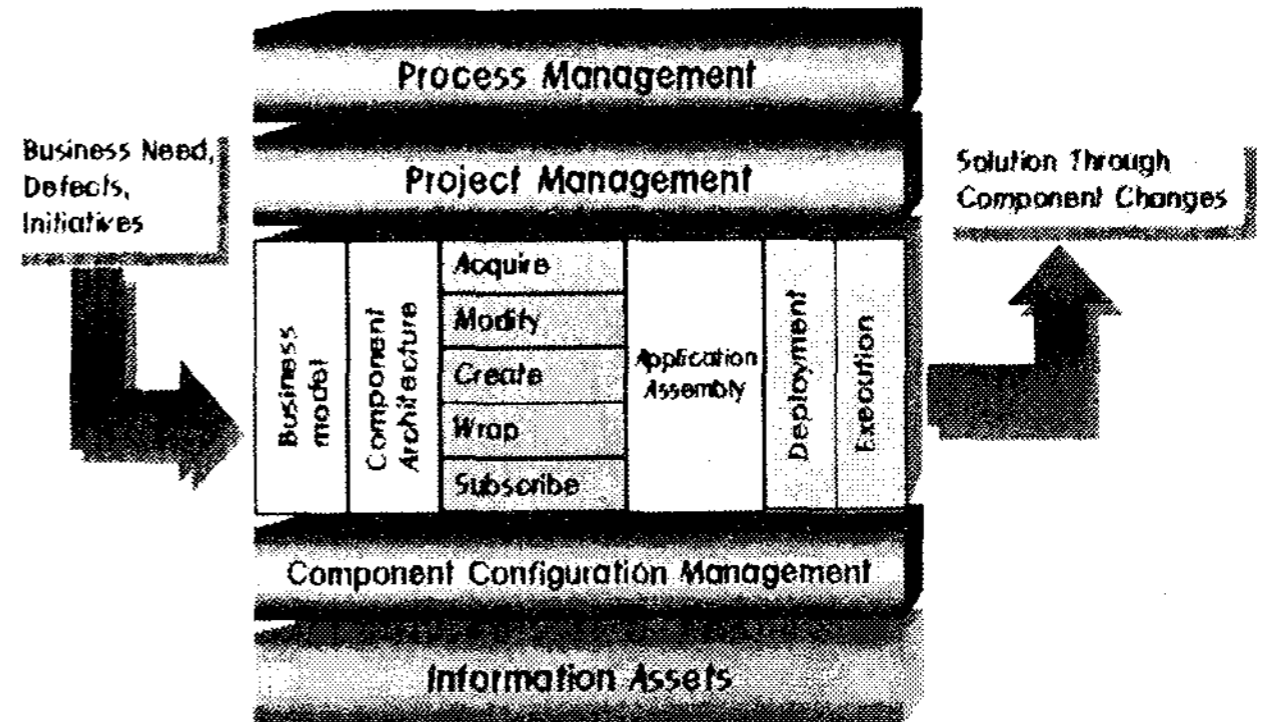 Process Management
Business Need,
Defects,
Initiatives
Project Management
Solution Through
Component Changes
Business
model
Component
Architecture
Acquire
Modify
Create
Wrap
Subscribe
Application
Assembly
Deployment
Execution
Component Configuration Management
Information Assets